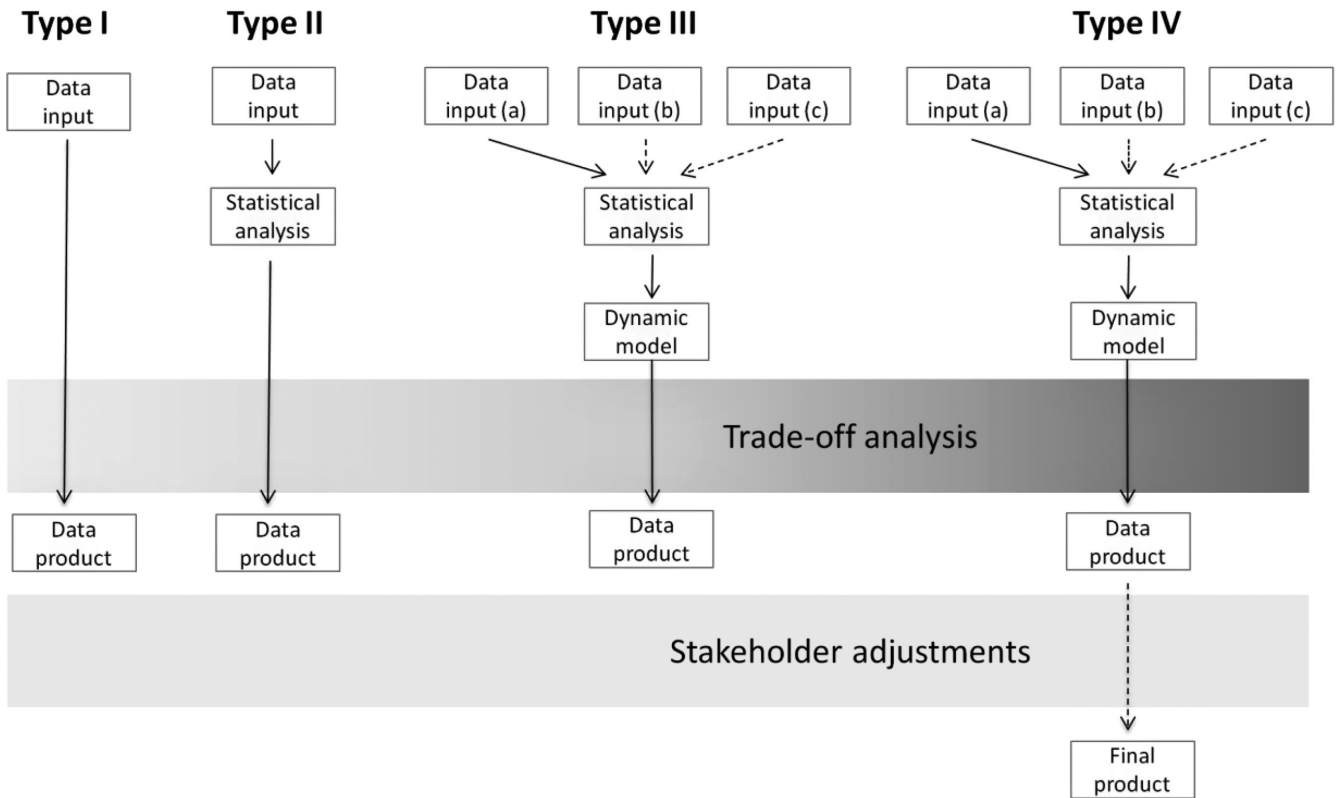 Type I
Type II
Type III
Type IV
Data
input
Data
input
Data
input (a)
Data
input (b)
Data
input (c)
Data
input (a)
Data
input (b)
Data
input (c)
Statistical
analysis
Statistical
analysis
Statistical
analysis
Dynamic
model
Dynamic
model
Trade-off analysis
Data
product
Data
product
Data
product
Data
product
Stakeholder adjustments
Final
product